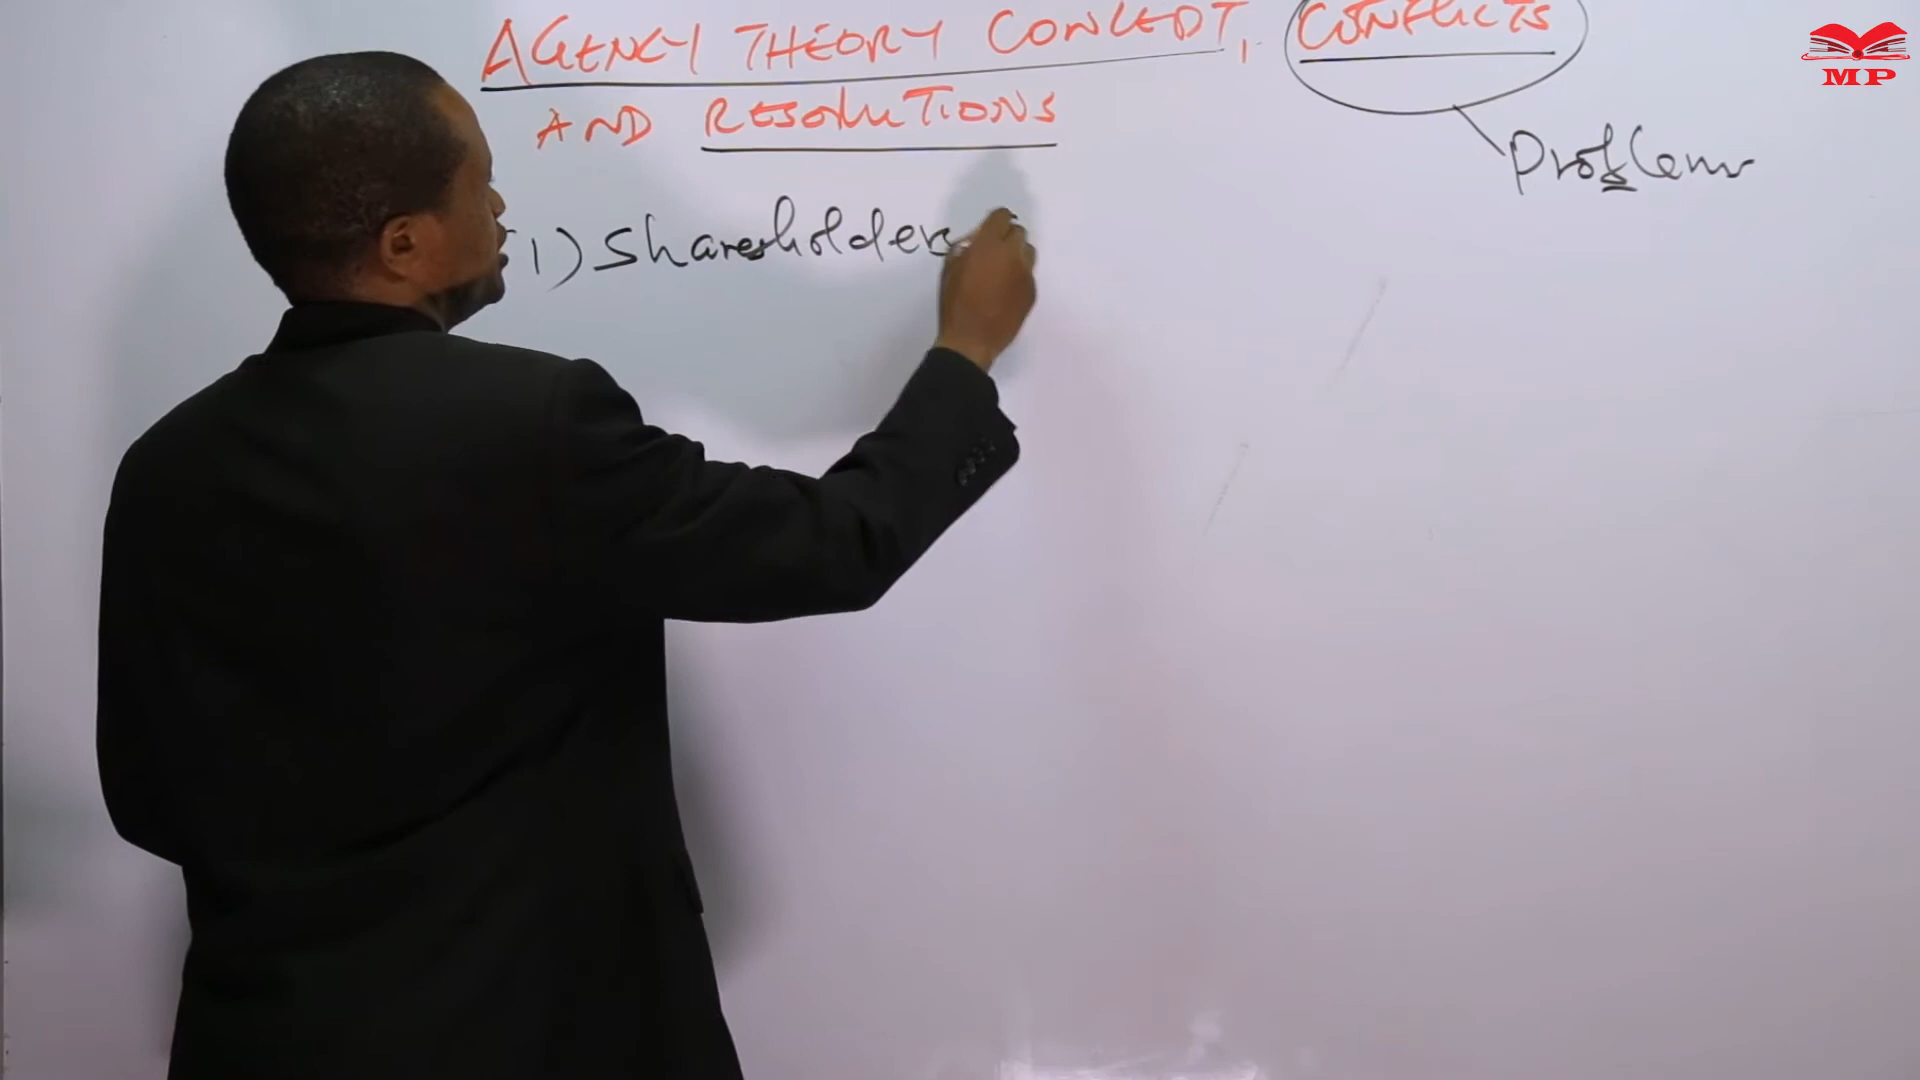 AGENCY THEORY CONCEPT, CONFLICTS
AND RESOLUTIONS
Problem
1) Shareholders
MP